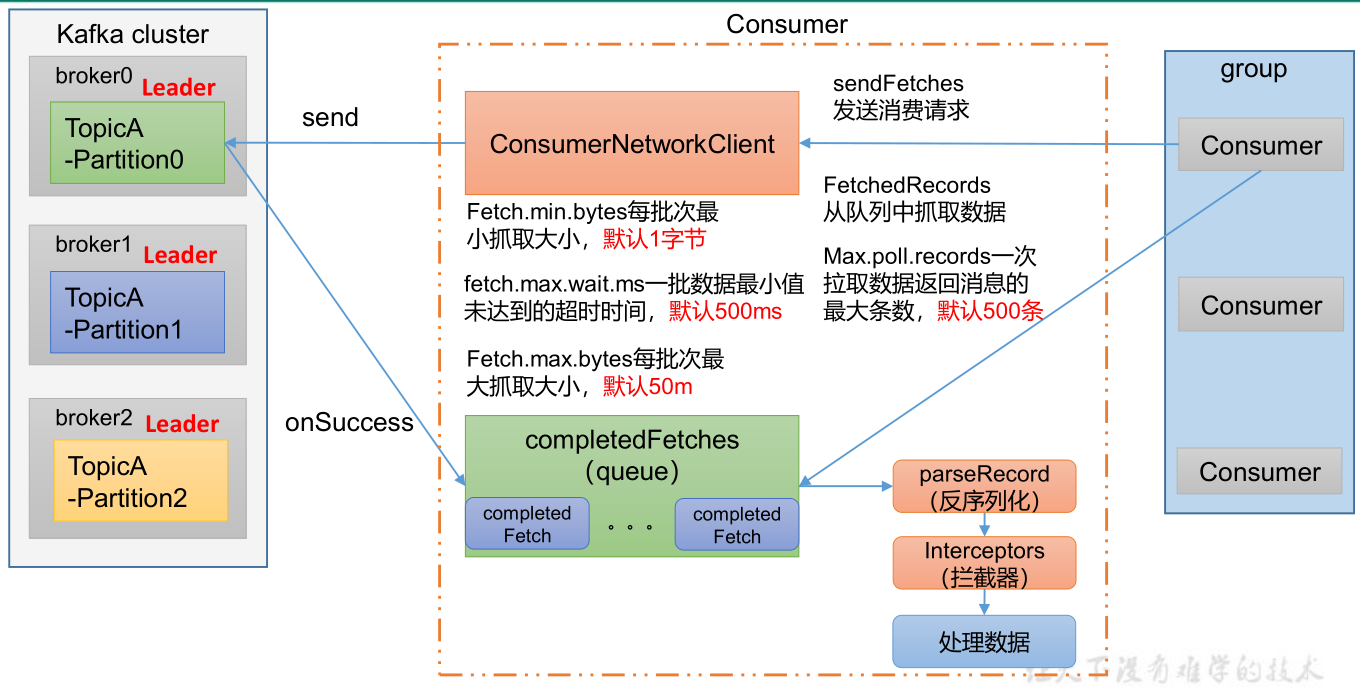 Kafka cluster
broker0
Leader
TopicA
-Partition0
broker1
Leader
TopicA
-Partition1
broker2
Leader
TopicA
-Partition2
send
onSuccess
Consumer
ConsumerNetworkClient
Fetch.min.bytes每批次最
小抓取大小，默认1字节
fetch.max.wait.ms一批数据最小值
未达到的超时时间，默认500ms
Fetch.max.bytes每批次最
大抓取大小，默认50m
completedFetches
（queue）
completed
Fetch
。。。
completed
Fetch
sendFetches
发送消费请求
FetchedRecords
从队列中抓取数据
Max.poll.records一次
拉取数据返回消息的
最大条数，默认500条
parseRecord
（反序列化）
Interceptors
（拦截器）
处理数据
group
Consumer
Consumer
Consumer
让天下没有难学的技术